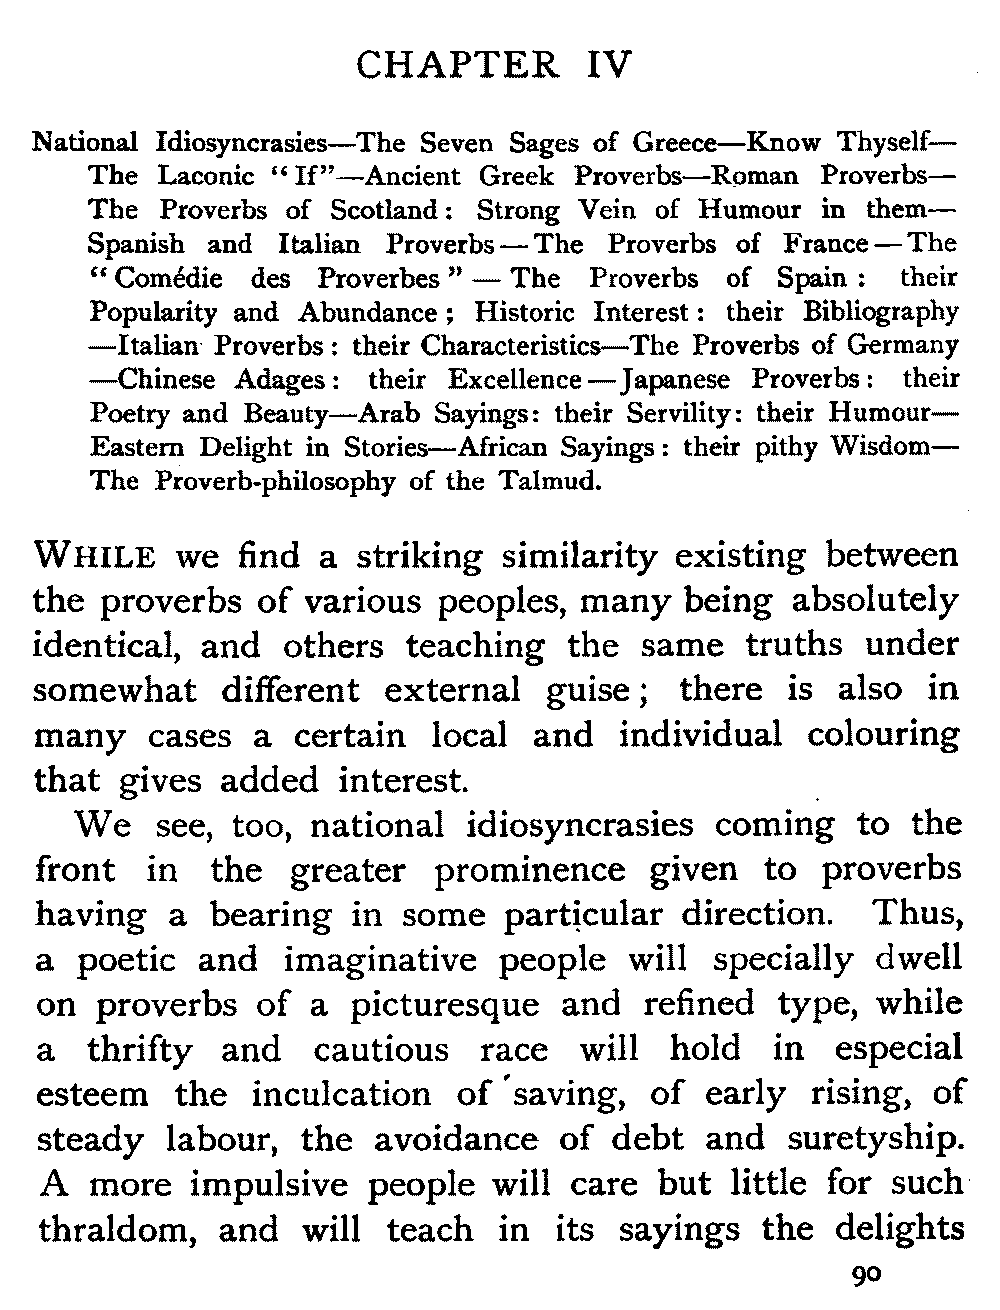 CHAPTER IV
National Idiosyncrasies—The Seven Sages of Greece—Know Thyself—
The Laconic “If”—Ancient Greek Proverbs—Roman Proverbs—
The Proverbs of Scotland: Strong Vein of Humour in them—
Spanish and Italian Proverbs—The Proverbs of France—The
“Comédie des Proverbes”—The Proverbs of Spain: their
Popularity and Abundance; Historic Interest: their Bibliography
—Italian Proverbs: their Characteristics—The Proverbs of Germany
—Chinese Adages: their Excellence—Japanese Proverbs: their
Poetry and Beauty—Arab Sayings: their Servility: their Humour—
Eastern Delight in Stories—African Sayings: their pithy Wisdom—
The Proverb-philosophy of the Talmud.
WHILE we find a striking similarity existing between
the proverbs of various peoples, many being absolutely
identical, and others teaching the same truths under
somewhat different external guise; there is also in
many cases a certain local and individual colouring
that gives added interest.
We see, too, national idiosyncrasies coming to the
front in the greater prominence given to proverbs
having a bearing in some particular direction. Thus,
a poetic and imaginative people will specially dwell
on proverbs of a picturesque and refined type, while
a thrifty and cautious race will hold in especial
esteem the inculcation of saving, of early rising, of
steady labour, the avoidance of debt and suretyship.
A more impulsive people will care but little for such
thraldom, and will teach in its sayings the delights
90